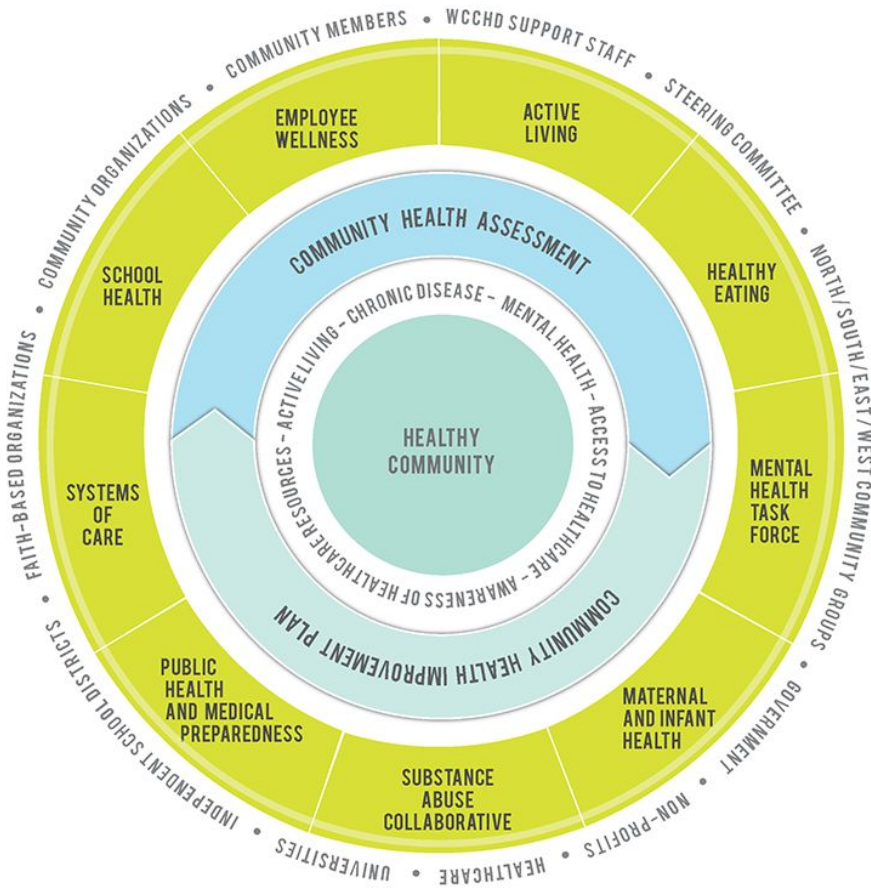 COMMUNITY MEMBERS • WCCHD SUPPORT STAFF • STEERING COMMITTEE • NORTH / SOUTH / EAST / WEST COMMUNITY GROUPS • GOVERNMENT • NON-PROFITS • HEALTHCARE • UNIVERSITIES • INDEPENDENT SCHOOL DISTRICTS • FAITH-BASED ORGANIZATIONS • COMMUNITY ORGANIZATIONS •
EMPLOYEE
WELLNESS
ACTIVE
LIVING
HEALTHY
EATING
MENTAL
HEALTH
TASK
FORCE
MATERNAL
AND INFANT
HEALTH
SUBSTANCE
ABUSE
COLLABORATIVE
PUBLIC
HEALTH
AND MEDICAL
PREPAREDNESS
SYSTEMS
OF
CARE
SCHOOL
HEALTH
COMMUNITY HEALTH ASSESSMENT
COMMUNITY HEALTH IMPROVEMENT PLAN
ACTIVE LIVING – CHRONIC DISEASE – MENTAL HEALTH – ACCESS TO HEALTHCARE – AWARENESS OF HEALTHCARE RESOURCES –
HEALTHY
COMMUNITY